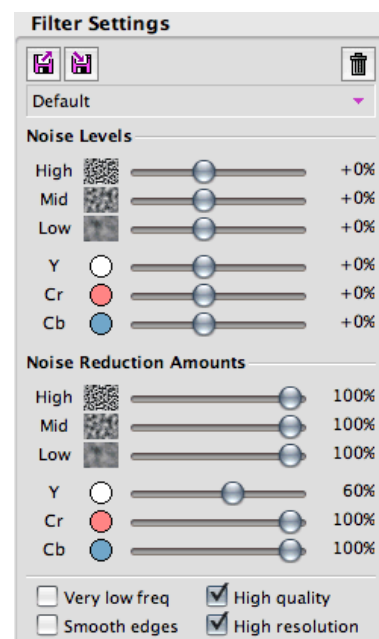 Filter Settings
Default
Noise Levels
High +0%
Mid +0%
Low +0%
Y +0%
Cr +0%
Cb +0%
Noise Reduction Amounts
High 100%
Mid 100%
Low 100%
Y 60%
Cr 100%
Cb 100%
Very low freq High quality
Smooth edges High resolution